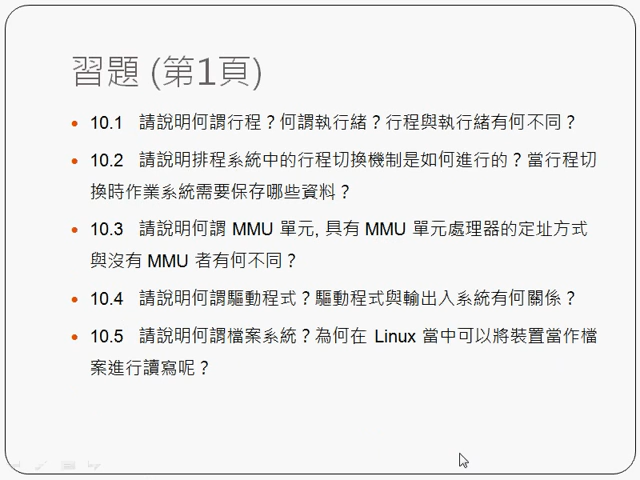 習題 (第1頁)
• 10.1 請說明何謂行程？何謂執行緒？行程與執行緒有何不同？
• 10.2 請說明排程系統中的行程切換機制是如何進行的？當行程切
換時作業系統需要保存哪些資料？
• 10.3 請說明何謂 MMU 單元, 具有 MMU 單元處理器的定址方式
與沒有 MMU 者有何不同？
• 10.4 請說明何謂驅動程式？驅動程式與輸出入系統有何關係？
• 10.5 請說明何謂檔案系統？為何在 Linux 當中可以將裝置當作檔
案進行讀寫呢？